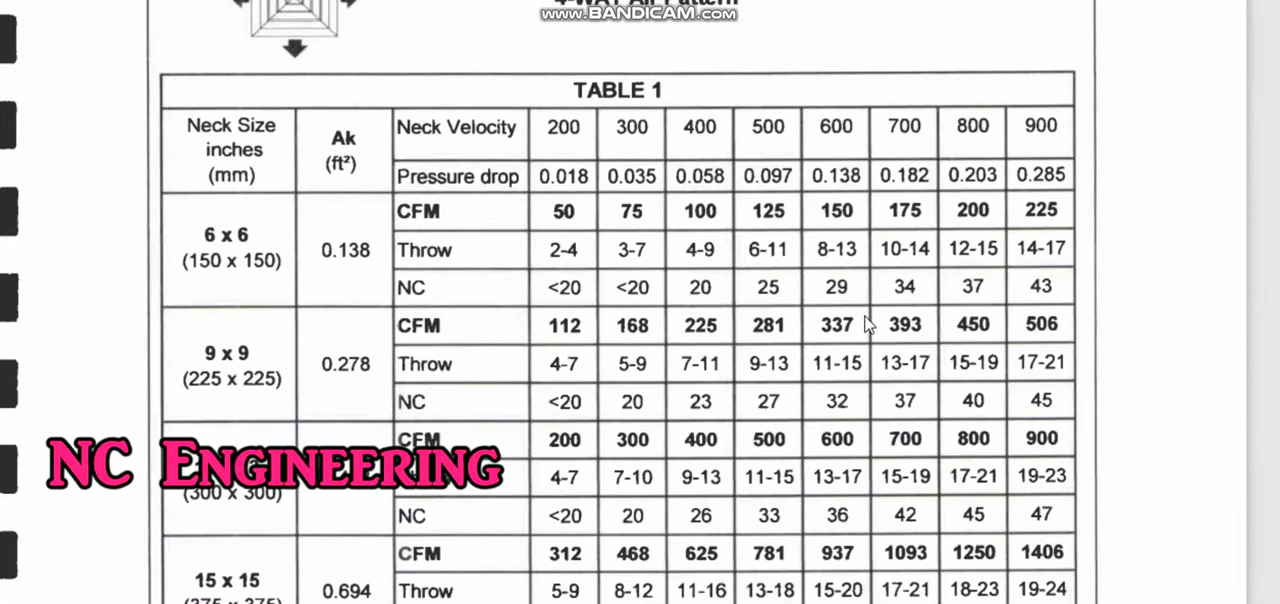 4-WAY Air Pattern
www.BANDICAM.com
TABLE 1
Neck Size inches (mm) Ak (ft²) Neck Velocity 200 300 400 500 600 700 800 900
Pressure drop 0.018 0.035 0.058 0.097 0.138 0.182 0.203 0.285
6 x 6 (150 x 150) 0.138 CFM 50 75 100 125 150 175 200 225
Throw 2-4 3-7 4-9 6-11 8-13 10-14 12-15 14-17
NC <20 <20 20 25 29 34 37 43
9 x 9 (225 x 225) 0.278 CFM 112 168 225 281 337 393 450 506
Throw 4-7 5-9 7-11 9-13 11-15 13-17 15-19 17-21
NC <20 20 23 27 32 37 40 45
CFM 200 300 400 500 600 700 800 900
NC Engineering
(300 x 300) 4-7 7-10 9-13 11-15 13-17 15-19 17-21 19-23
NC <20 20 26 33 36 42 45 47
15 x 15 (375 x 375) 0.694 CFM 312 468 625 781 937 1093 1250 1406
Throw 5-9 8-12 11-16 13-18 15-20 17-21 18-23 19-24